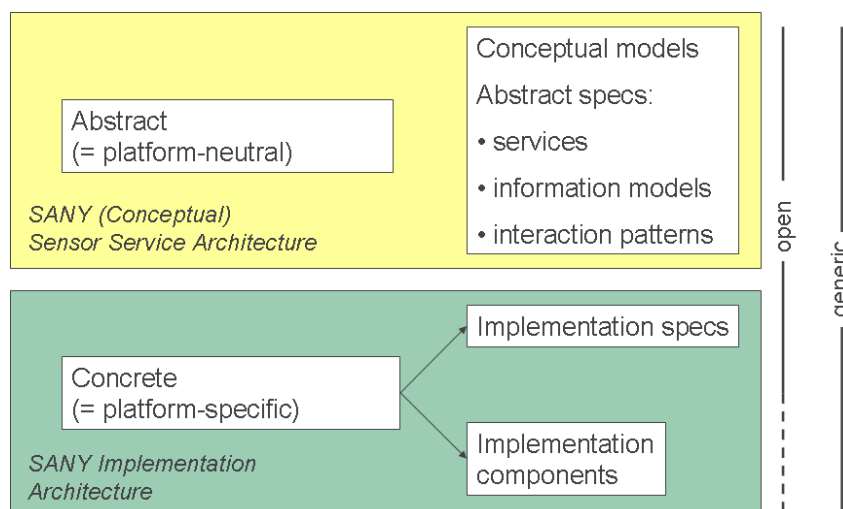 Conceptual models
Abstract specs:
• services
• information models
• interaction patterns
Abstract
(= platform-neutral)
SANY (Conceptual)
Sensor Service Architecture
Implementation specs
Concrete
(= platform-specific)
Implementation
components
SANY Implementation
Architecture
open
generic